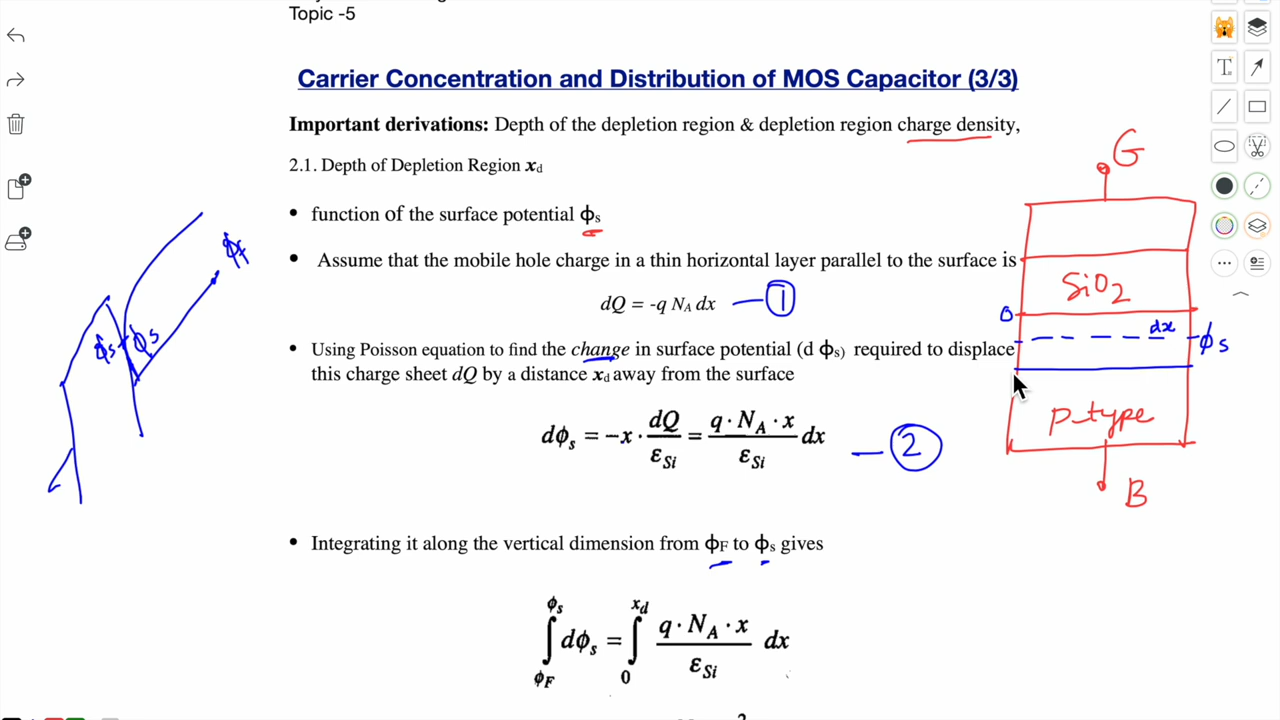 Topic -5
Carrier Concentration and Distribution of MOS Capacitor (3/3)
Important derivations: Depth of the depletion region & depletion region charge density,
2.1. Depth of Depletion Region xd
• function of the surface potential ϕs
• Assume that the mobile hole charge in a thin horizontal layer parallel to the surface is
dQ = -q NA dx — 1
• Using Poisson equation to find the change in surface potential (d ϕs) required to displace
this charge sheet dQ by a distance xd away from the surface
dϕs = −x · dQ/εSi = q · NA · x/εSi dx — 2
• Integrating it along the vertical dimension from ϕF to ϕs gives
∫ϕF^ϕs dϕs = ∫0^xd q · NA · x/εSi dx
G
SiO2
0
dx
ϕs
P-type
B
ϕf
ϕs
ϕs
T